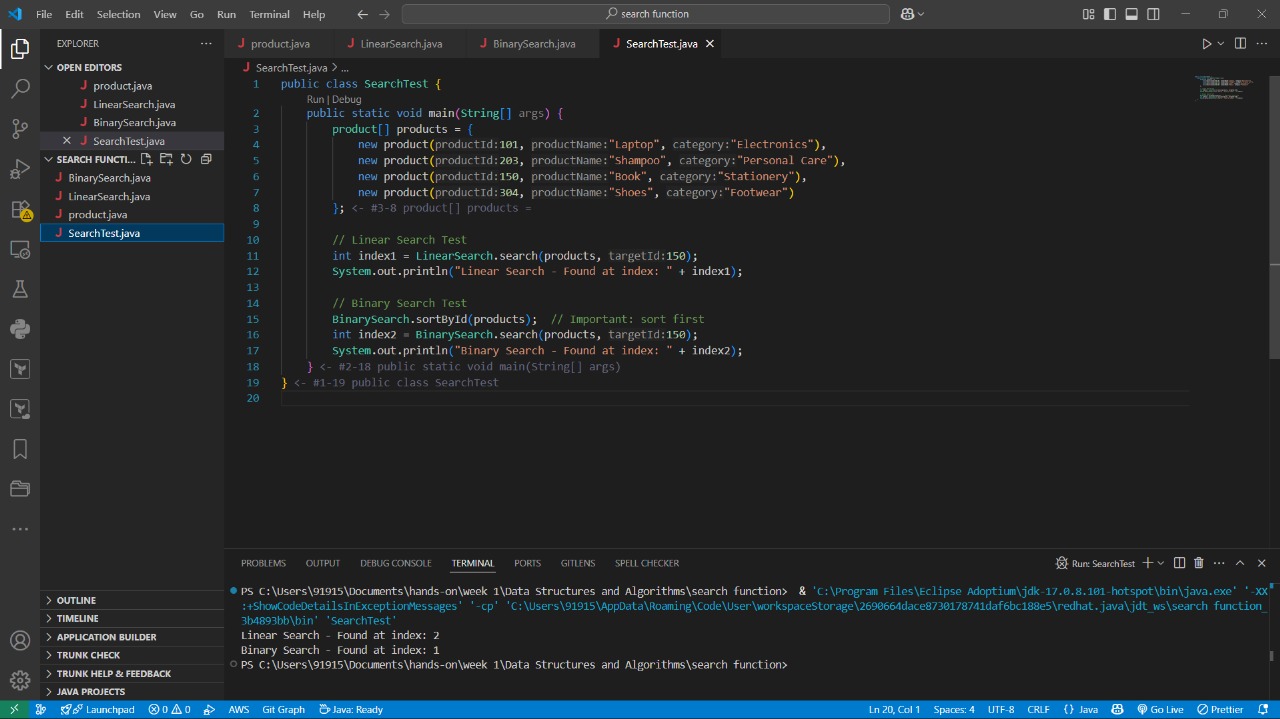 File Edit Selection View Go Run Terminal Help
search function
EXPLORER
OPEN EDITORS
product.java
LinearSearch.java
BinarySearch.java
SearchTest.java
SEARCH FUNCTI...
BinarySearch.java
LinearSearch.java
product.java
SearchTest.java
OUTLINE
TIMELINE
APPLICATION BUILDER
TRUNK CHECK
TRUNK HELP & FEEDBACK
JAVA PROJECTS
product.java LinearSearch.java BinarySearch.java SearchTest.java
SearchTest.java > ...
1 public class SearchTest {
Run | Debug
2 public static void main(String[] args) {
3 product[] products = {
4 new product(productId:101, productName:"Laptop", category:"Electronics"),
5 new product(productId:203, productName:"Shampoo", category:"Personal Care"),
6 new product(productId:150, productName:"Book", category:"Stationery"),
7 new product(productId:304, productName:"Shoes", category:"Footwear")
8 }; <- #3-8 product[] products =
9
10 // Linear Search Test
11 int index1 = LinearSearch.search(products, targetId:150);
12 System.out.println("Linear Search - Found at index: " + index1);
13
14 // Binary Search Test
15 BinarySearch.sortById(products); // Important: sort first
16 int index2 = BinarySearch.search(products, targetId:150);
17 System.out.println("Binary Search - Found at index: " + index2);
18 } <- #2-18 public static void main(String[] args)
19 } <- #1-19 public class SearchTest
20
PROBLEMS OUTPUT DEBUG CONSOLE TERMINAL PORTS GITLENS SPELL CHECKER
Run: SearchTest
PS C:\Users\91915\Documents\hands-on\week 1\Data Structures and Algorithms\search function> & 'C:\Program Files\Eclipse Adoptium\jdk-17.0.8.101-hotspot\bin\java.exe' '-XX
:+ShowCodeDetailsInExceptionMessages' '-cp' 'C:\Users\91915\AppData\Roaming\Code\User\workspaceStorage\2690664dace8730178741daf6bc188e5\redhat.java\jdt_ws\search function_
3b4893bb\bin' 'SearchTest'
Linear Search - Found at index: 2
Binary Search - Found at index: 1
PS C:\Users\91915\Documents\hands-on\week 1\Data Structures and Algorithms\search function>
Launchpad 0 0 AWS Git Graph Java: Ready Ln 20, Col 1 Spaces: 4 UTF-8 CRLF {} Java Go Live Prettier